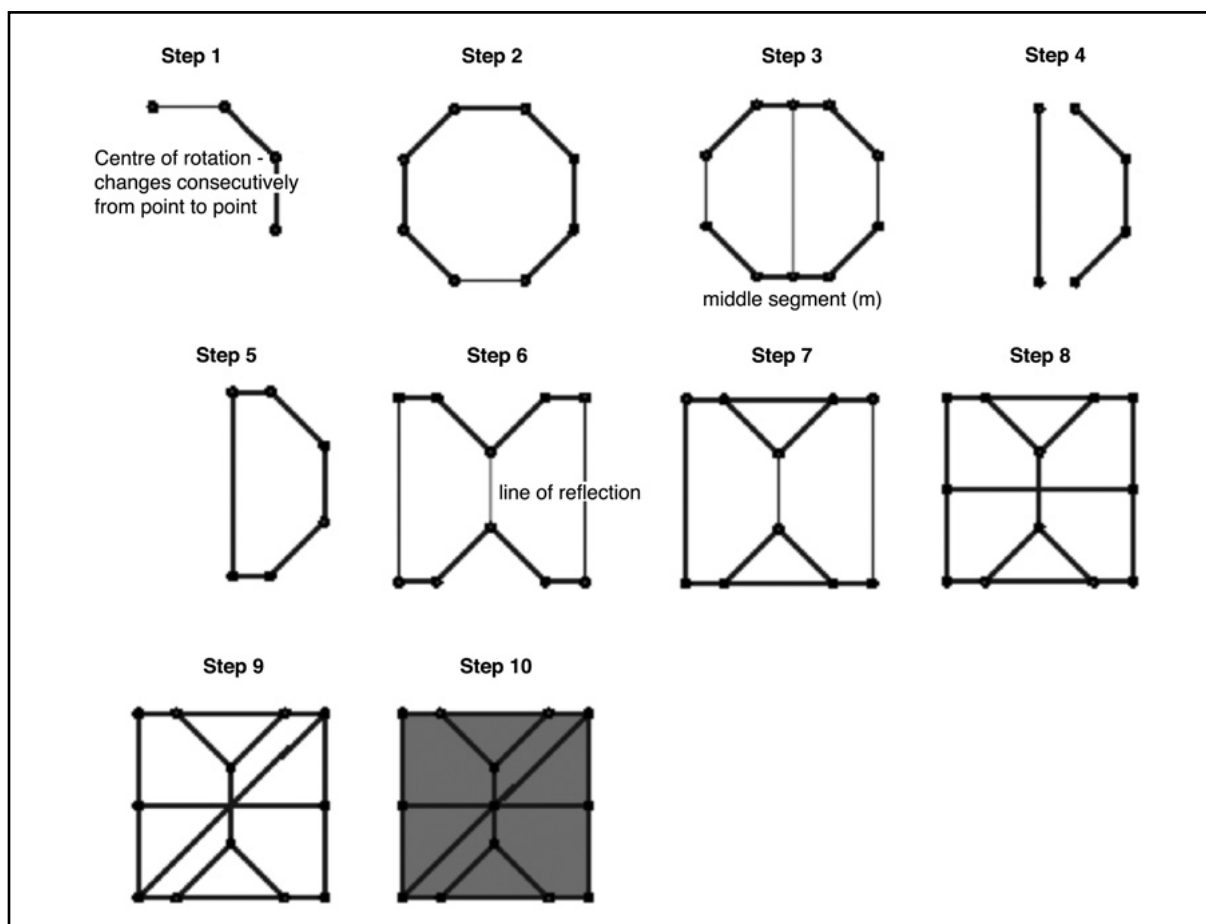 Step 1
Step 2
Step 3
Step 4
Centre of rotation -
changes consecutively
from point to point
middle segment (m)
Step 5
Step 6
Step 7
Step 8
line of reflection
Step 9
Step 10